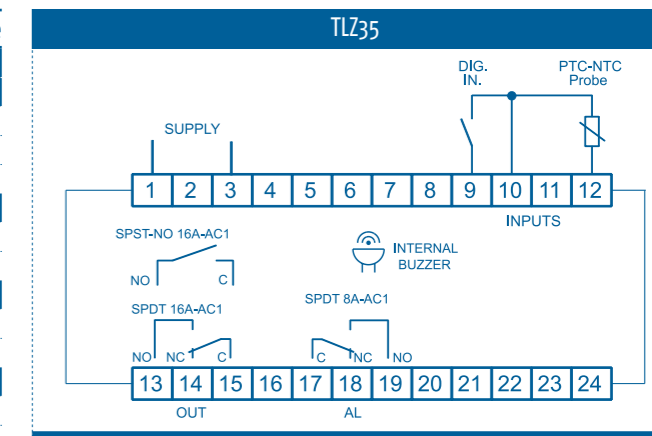 TLZ35
DIG. IN.
PTC-NTC Probe
SUPPLY
1 2 3 4 5 6 7 8 9 10 11 12
INPUTS
SPST-NO 16A-AC1
NO C
INTERNAL BUZZER
SPDT 16A-AC1
SPDT 8A-AC1
NO NC C C NC NO
13 14 15 16 17 18 19 20 21 22 23 24
OUT AL